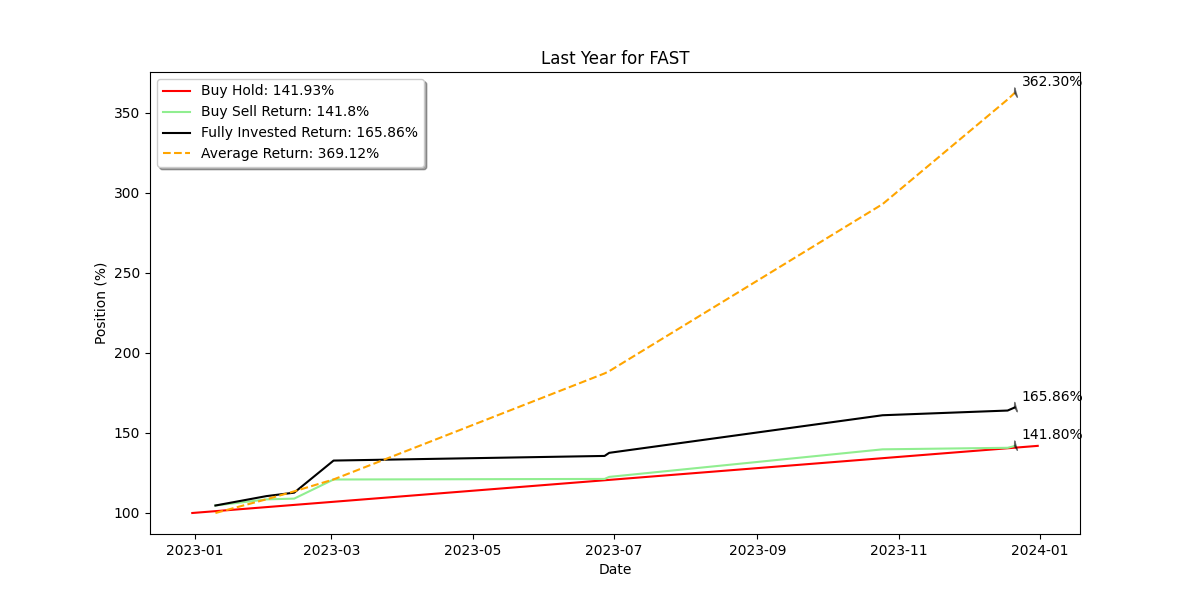 Last Year for FAST
Buy Hold: 141.93%
Buy Sell Return: 141.8%
Fully Invested Return: 165.86%
Average Return: 369.12%
362.30%
165.86%
141.80%
Position (%)
350
300
250
200
150
100
2023-01
2023-03
2023-05
2023-07
2023-09
2023-11
2024-01
Date